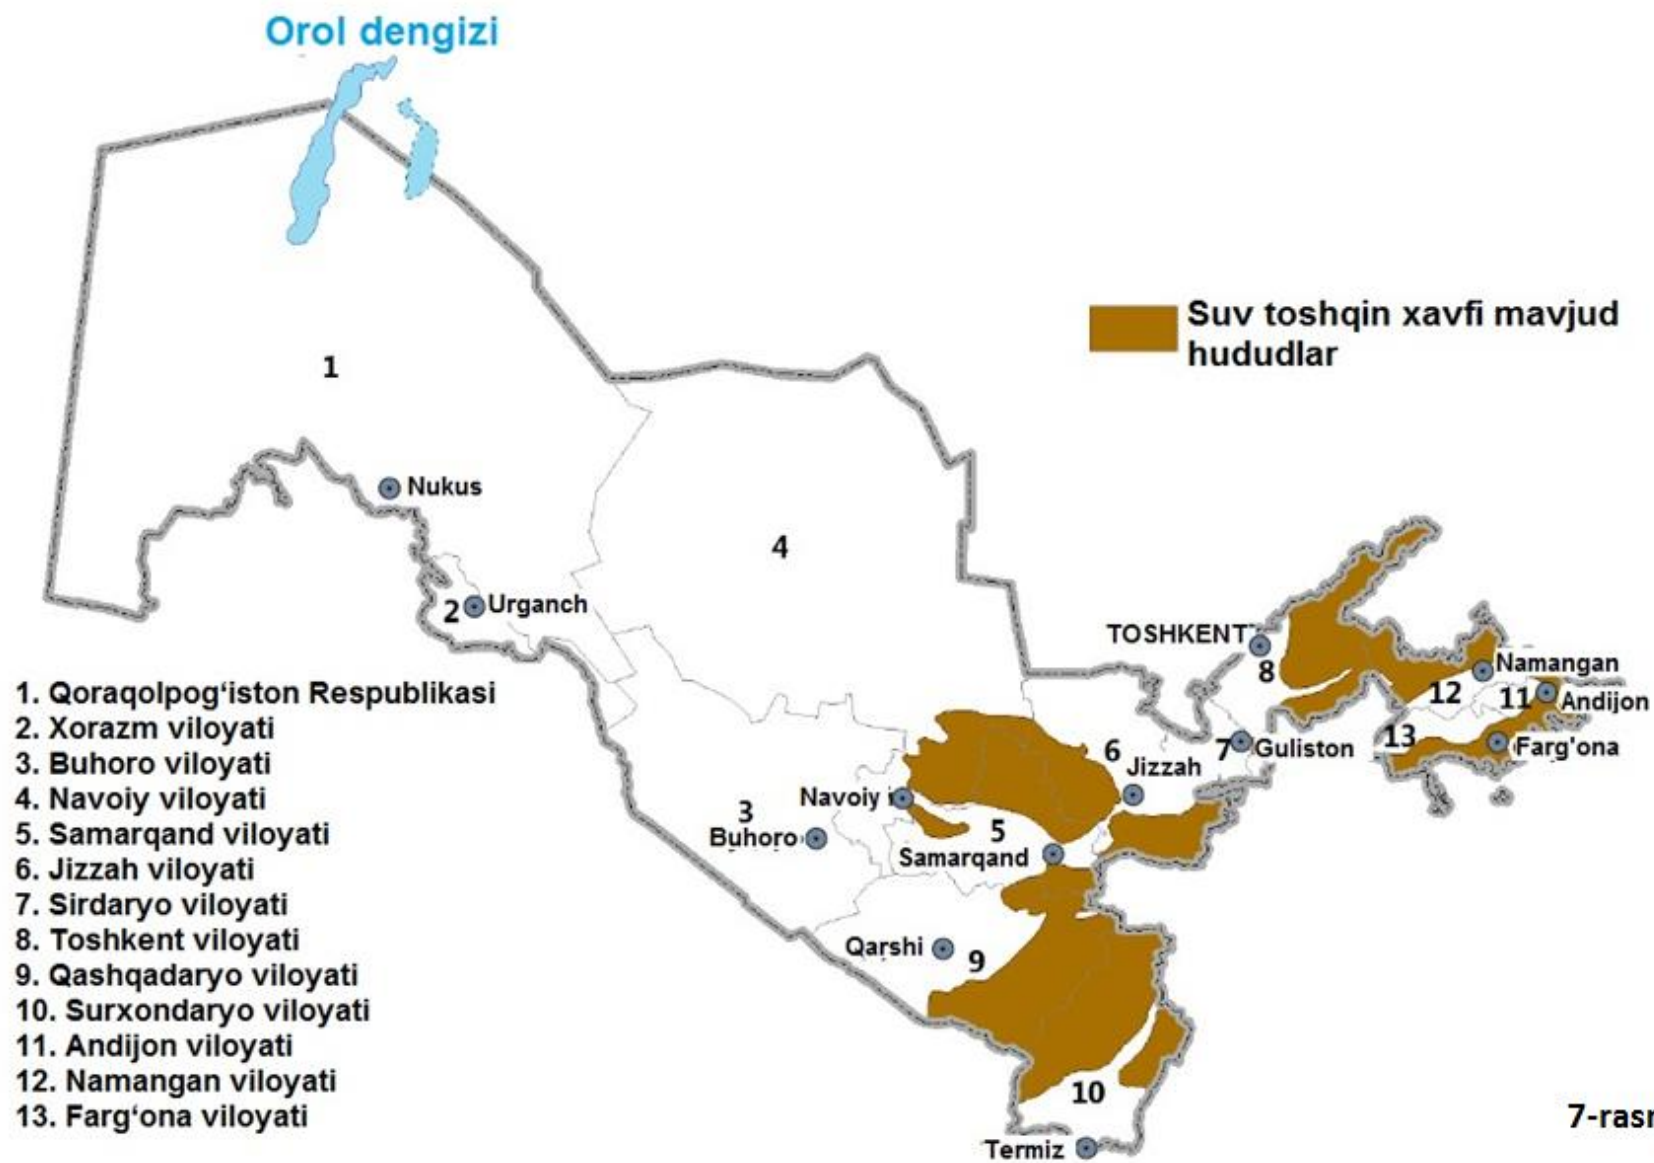 Orol dengizi
Suv toshqin xavfi mavjud
hududlar
1
Nukus
4
2
Urganch
TOSHKENT
8
Namangan
12
11
Andijon
13
Farg'ona
7
Guliston
6
Jizzah
Navoiy
3
Buhoro
5
Samarqand
Qarshi
9
10
Termiz
1. Qoraqolpog‘iston Respublikasi
2. Xorazm viloyati
3. Buhoro viloyati
4. Navoiy viloyati
5. Samarqand viloyati
6. Jizzah viloyati
7. Sirdaryo viloyati
8. Toshkent viloyati
9. Qashqadaryo viloyati
10. Surxondaryo viloyati
11. Andijon viloyati
12. Namangan viloyati
13. Farg‘ona viloyati
7-rasr